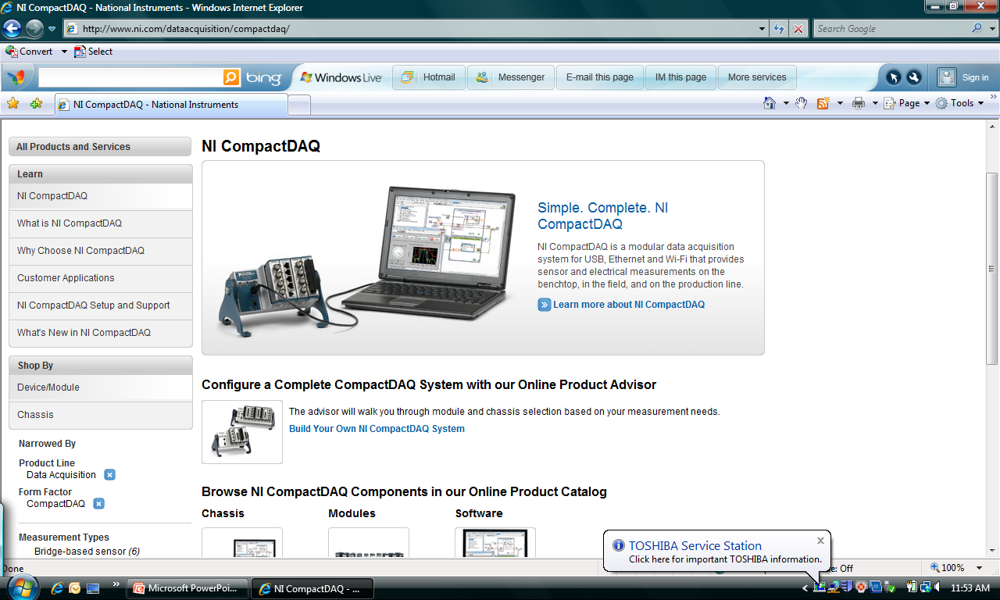 NI CompactDAQ - National Instruments - Windows Internet Explorer
http://www.ni.com/dataacquisition/compactdaq/
Search Google
Convert
Select
bing
Windows Live
Hotmail
Messenger
E-mail this page
IM this page
More services
Sign in
NI CompactDAQ - National Instruments
Page
Tools
All Products and Services
Learn
NI CompactDAQ
What is NI CompactDAQ
Why Choose NI CompactDAQ
Customer Applications
NI CompactDAQ Setup and Support
What's New in NI CompactDAQ
Shop By
Device/Module
Chassis
Narrowed By
Product Line
Data Acquisition
Form Factor
CompactDAQ
Measurement Types
Bridge-based sensor (6)
NI CompactDAQ
Simple. Complete. NI
CompactDAQ
NI CompactDAQ is a modular data acquisition
system for USB, Ethernet and Wi-Fi that provides
sensor and electrical measurements on the
benchtop, in the field, and on the production line.
Learn more about NI CompactDAQ
Configure a Complete CompactDAQ System with our Online Product Advisor
The advisor will walk you through module and chassis selection based on your measurement needs.
Build Your Own NI CompactDAQ System
Browse NI CompactDAQ Components in our Online Product Catalog
Chassis
Modules
Software
TOSHIBA Service Station
Click here for important TOSHIBA information.
Done
e: Off
100%
Microsoft PowerPoi...
NI CompactDAQ - ...
11:53 AM